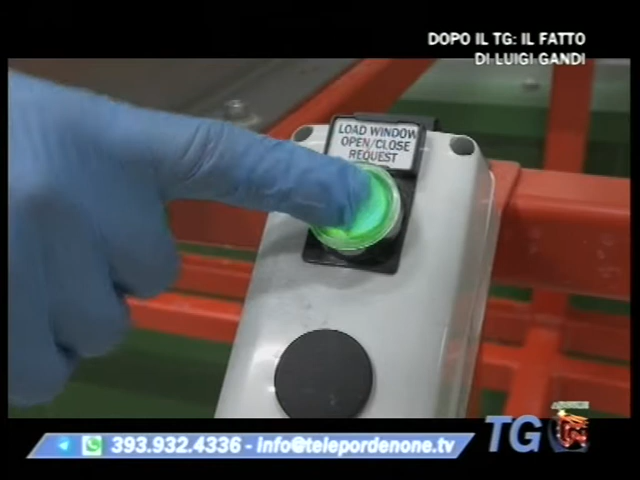 DOPO IL TG: IL FATTO
DI LUIGI GANDI
LOAD WINDOW
OPEN/CLOSE
REQUEST
393.932.4336 - info@telepordenone.tv
TG